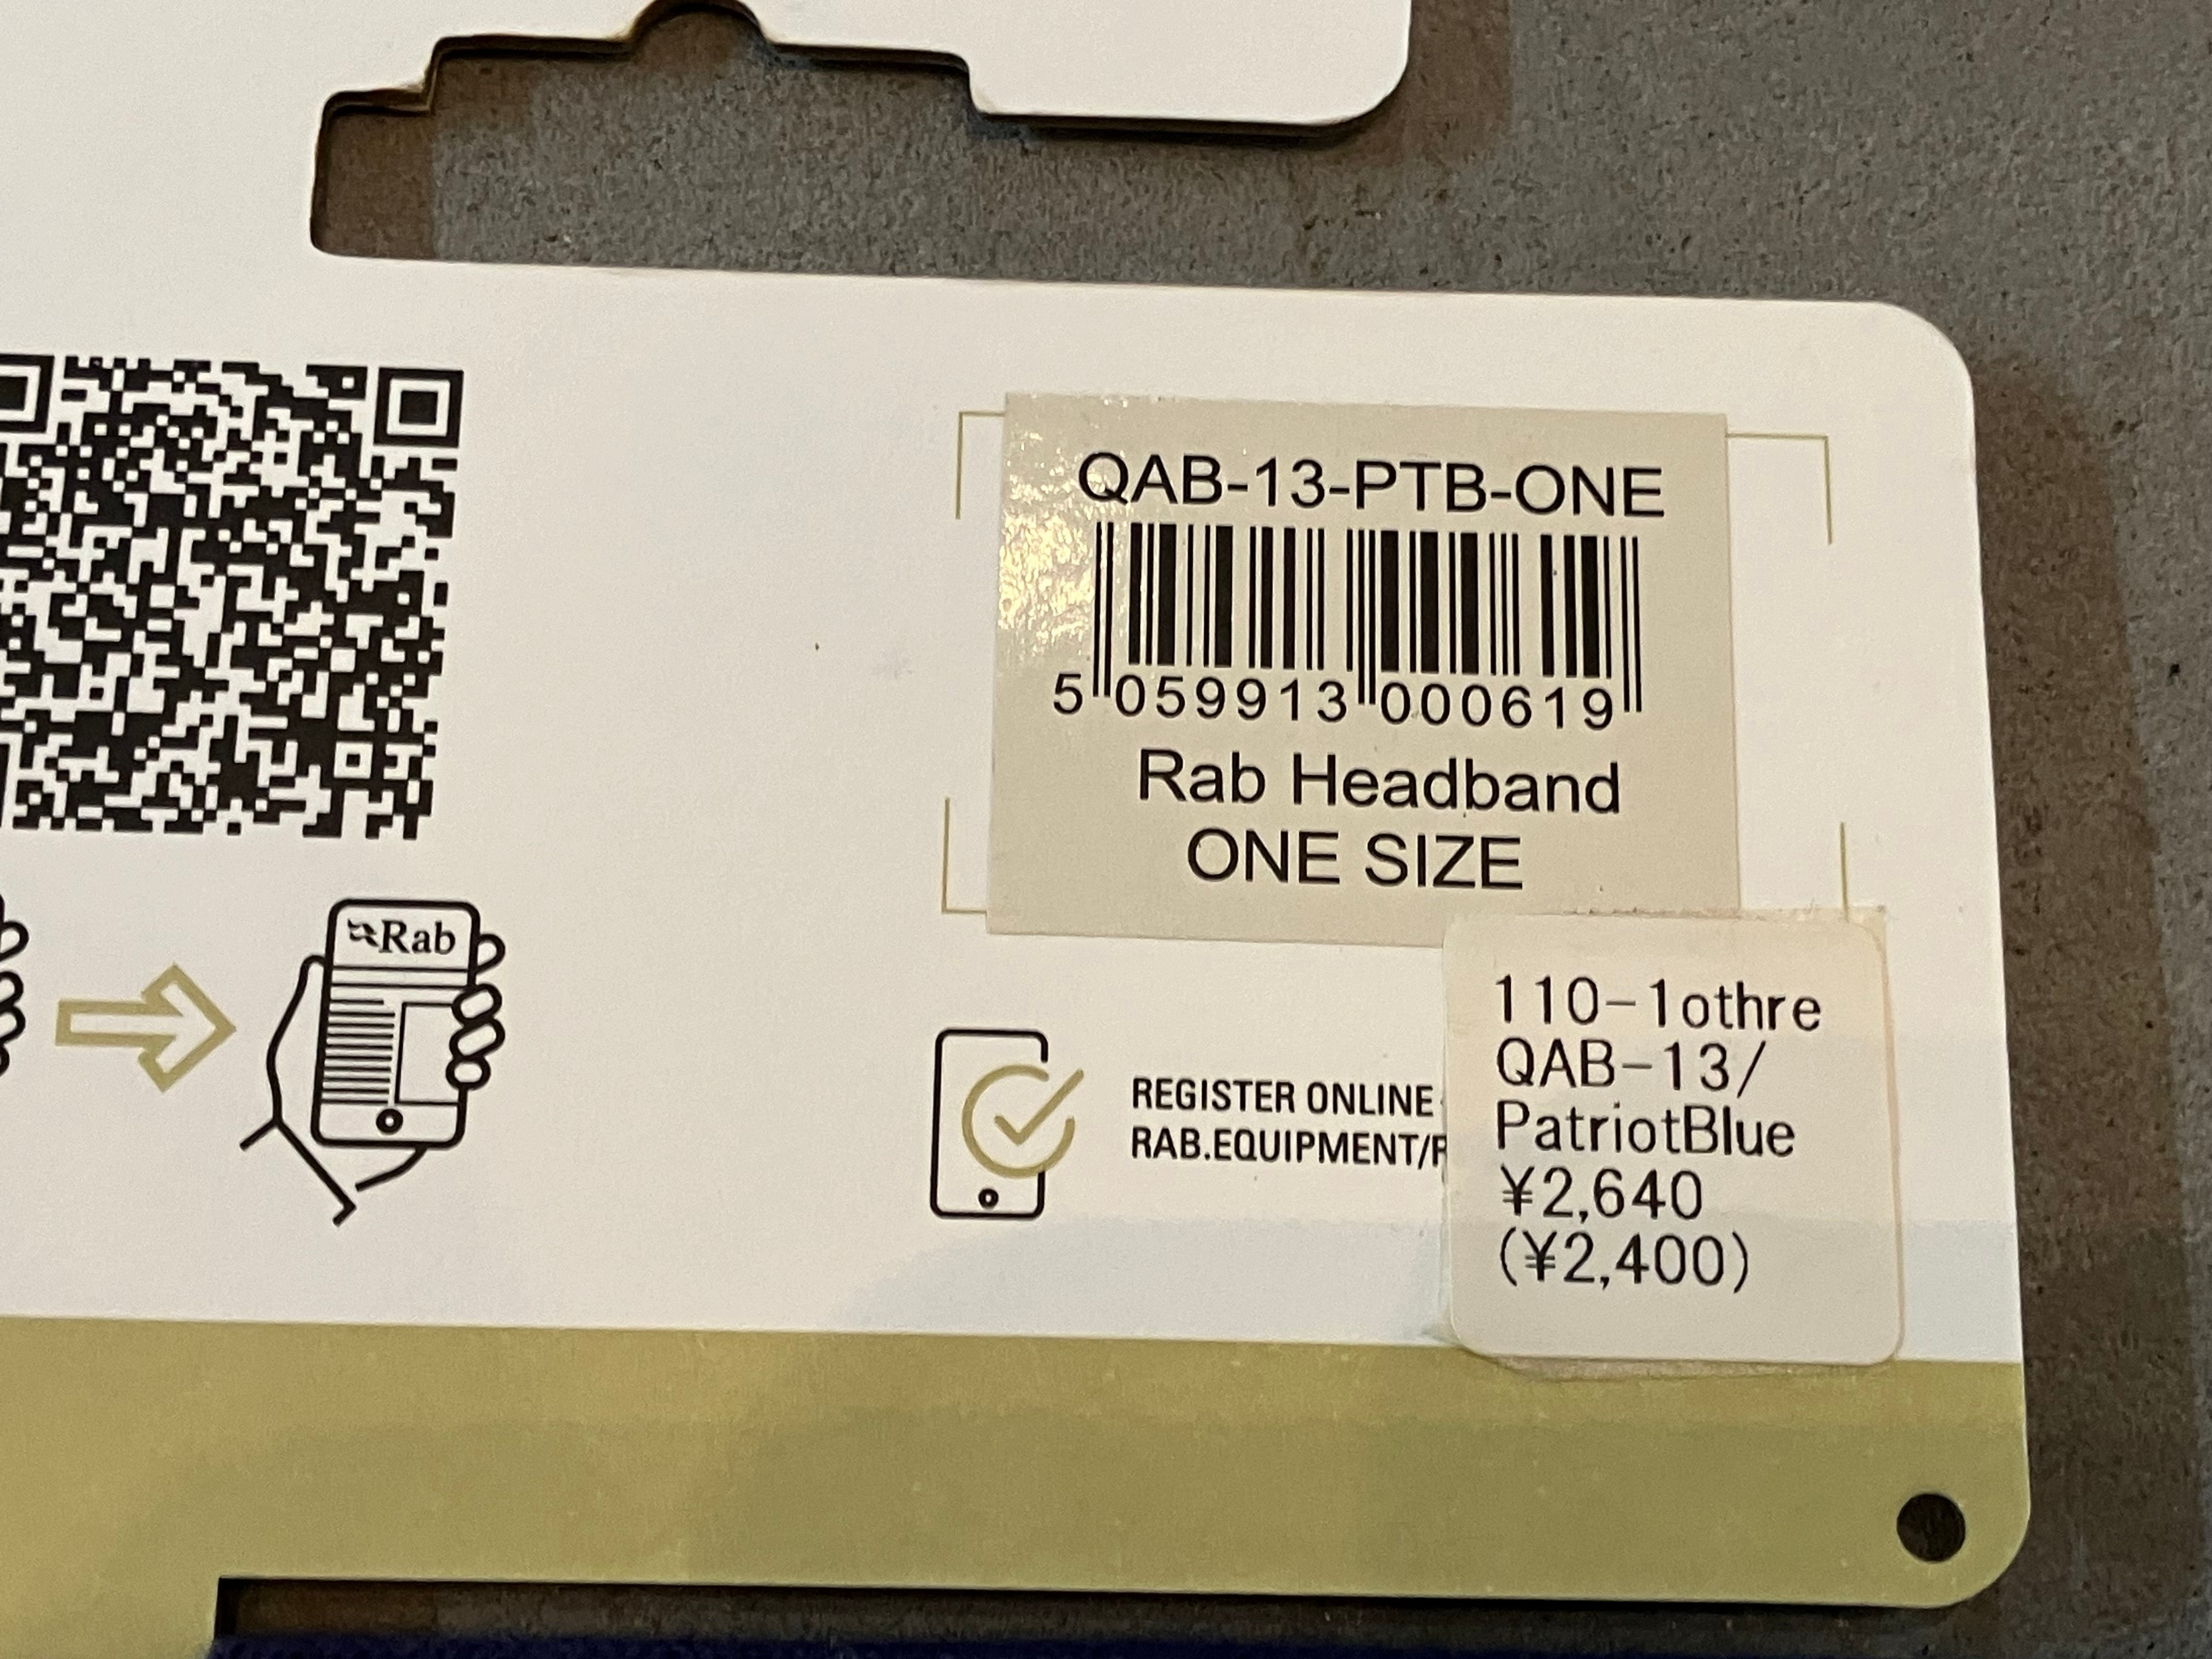 QAB-13-PTB-ONE
5 059913 000619
Rab Headband
ONE SIZE
Rab
REGISTER ONLINE
RAB.EQUIPMENT/
110-1othre
QAB-13/
PatriotBlue
¥2,640
(¥2,400)